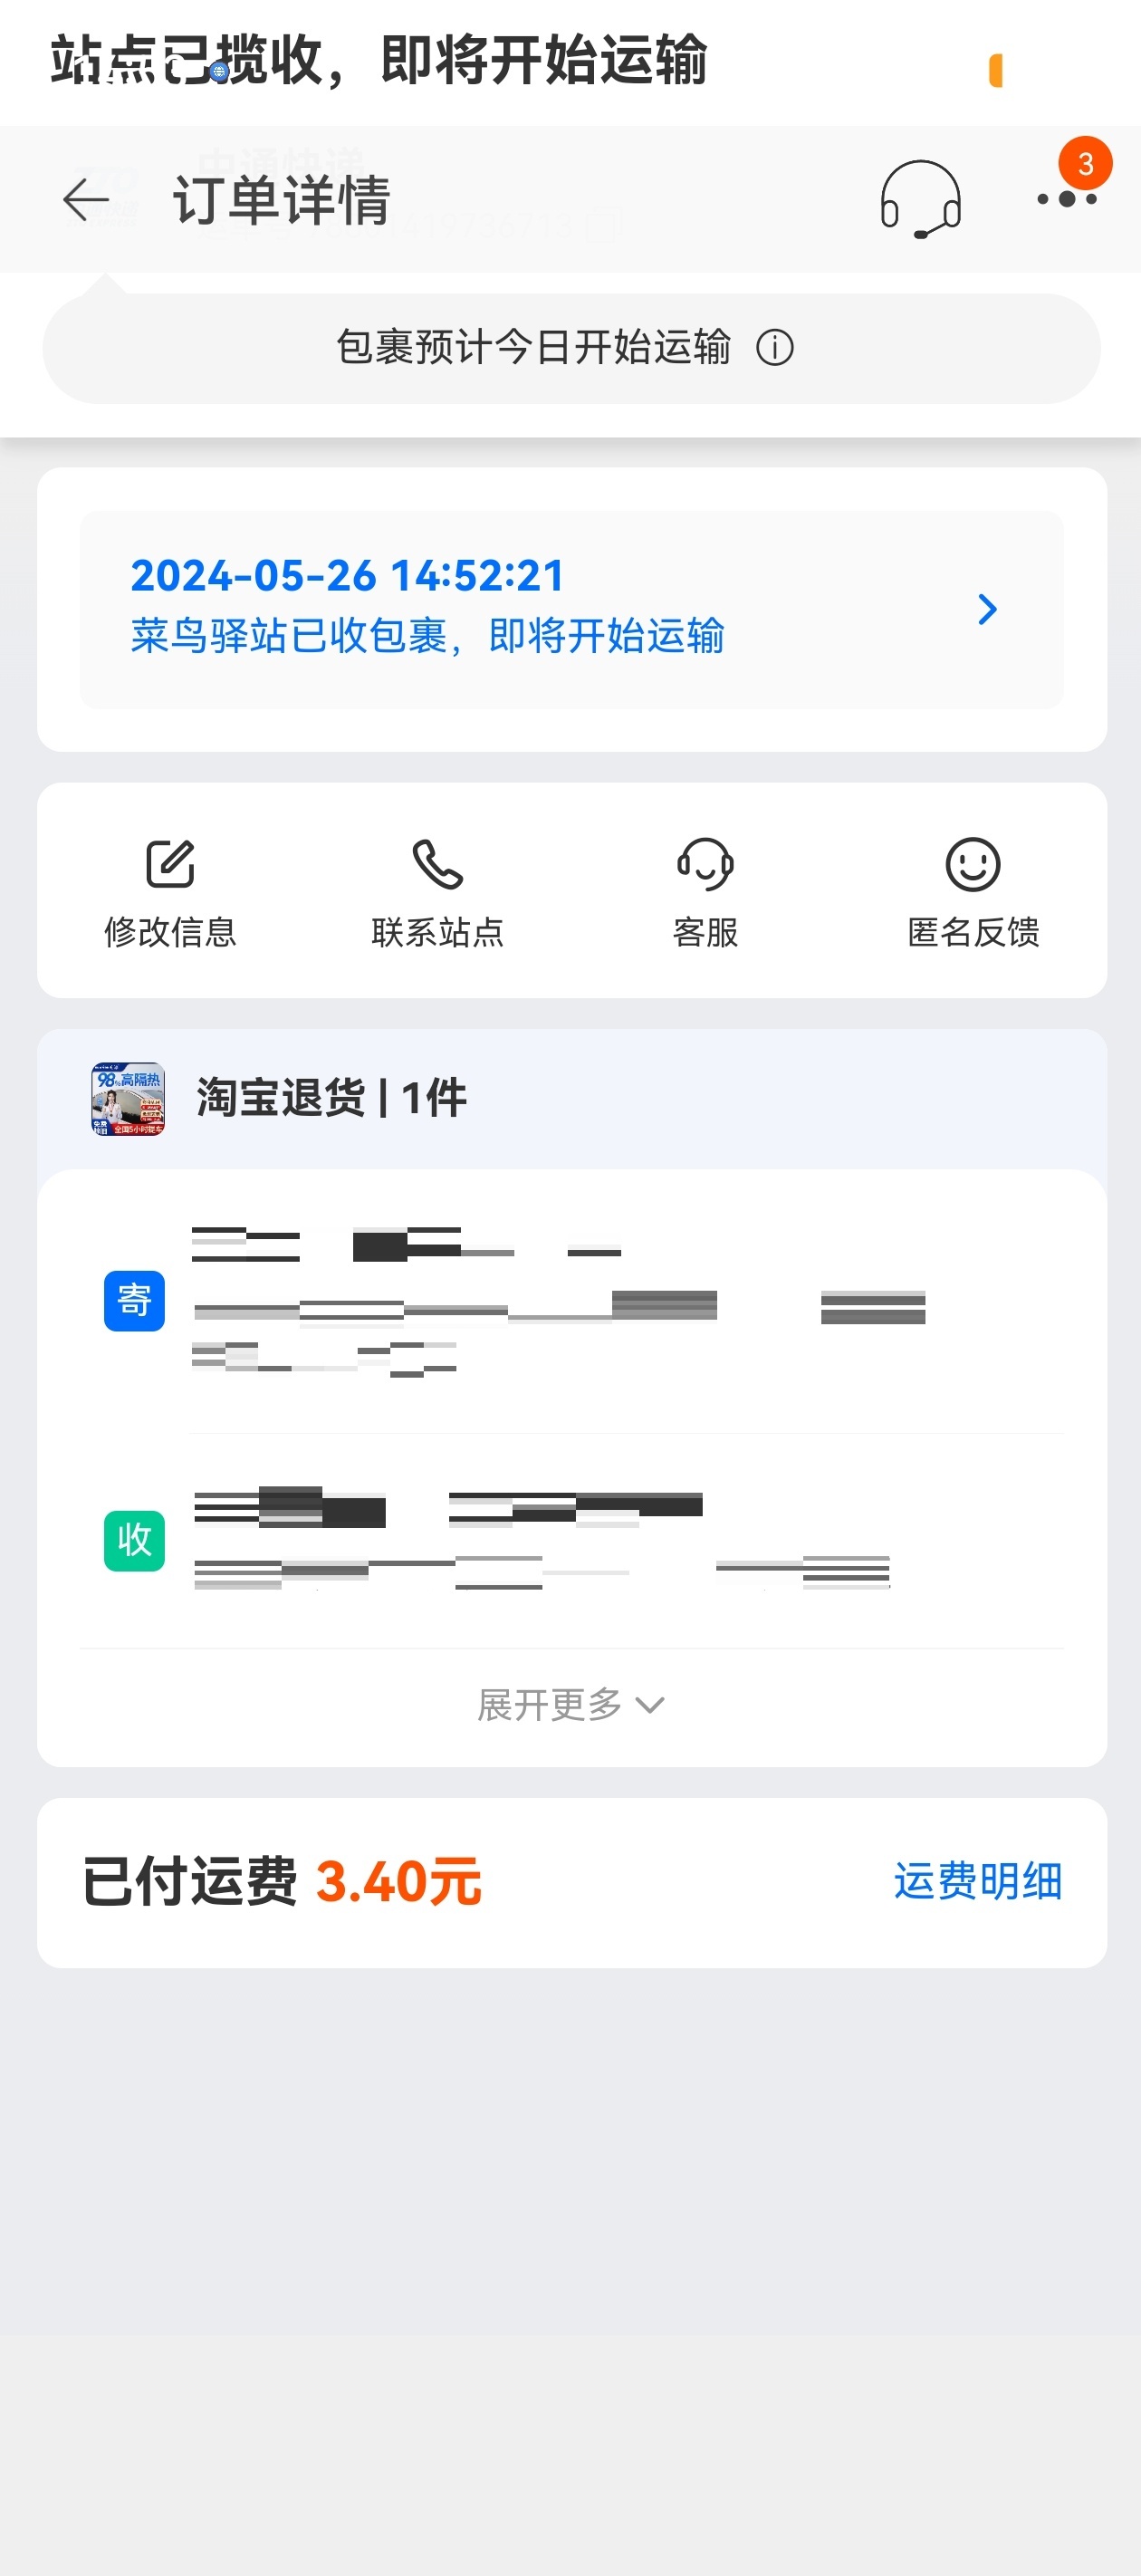 站点已揽收，即将开始运输
中通快递
订单详情
3
包裹预计今日开始运输
2024-05-26 14:52:21
菜鸟驿站已收包裹，即将开始运输
修改信息
联系站点
客服
匿名反馈
98%高隔热
淘宝退货 | 1件
寄
收
展开更多
已付运费 3.40元
运费明细